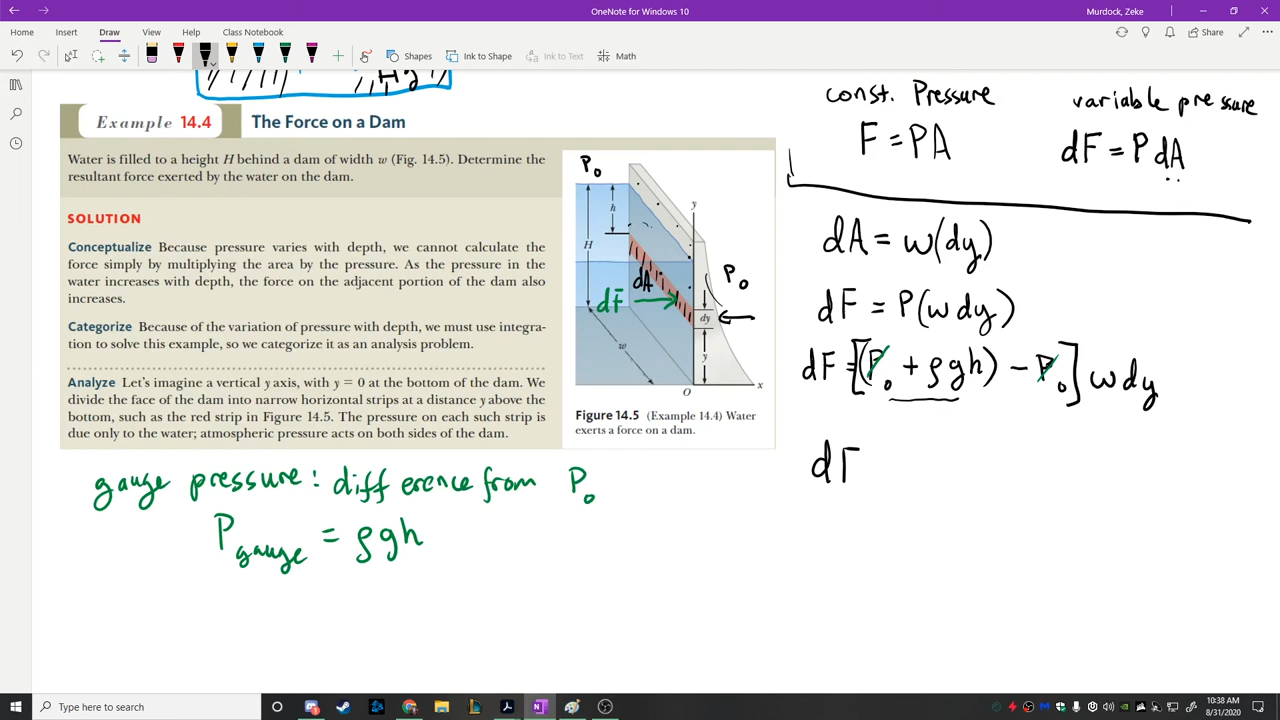 OneNote for Windows 10
Murdock, Zeke
Home Insert Draw View Help Class Notebook
Share
Shapes Ink to Shape Ink to Text Math
Hg
const. Pressure
variable pressure
F = PA
dF = P dA
Example 14.4 The Force on a Dam
Water is filled to a height H behind a dam of width w (Fig. 14.5). Determine the
resultant force exerted by the water on the dam.
SOLUTION
Conceptualize Because pressure varies with depth, we cannot calculate the
force simply by multiplying the area by the pressure. As the pressure in the
water increases with depth, the force on the adjacent portion of the dam also
increases.
Categorize Because of the variation of pressure with depth, we must use integra-
tion to solve this example, so we categorize it as an analysis problem.
Analyze Let's imagine a vertical y axis, with y = 0 at the bottom of the dam. We
divide the face of the dam into narrow horizontal strips at a distance y above the
bottom, such as the red strip in Figure 14.5. The pressure on each such strip is
due only to the water; atmospheric pressure acts on both sides of the dam.
P₀
h
y
H
dA
P₀
dF
dy
w
y
x
O
Figure 14.5 (Example 14.4) Water
exerts a force on a dam.
dA = w(dy)
dF = P(w dy)
dF = [(P₀ + ρgh) - P₀] w dy
dF
gauge pressure: difference from P₀
P gauge = ρgh
Type here to search
10:38 AM
8/31/2020